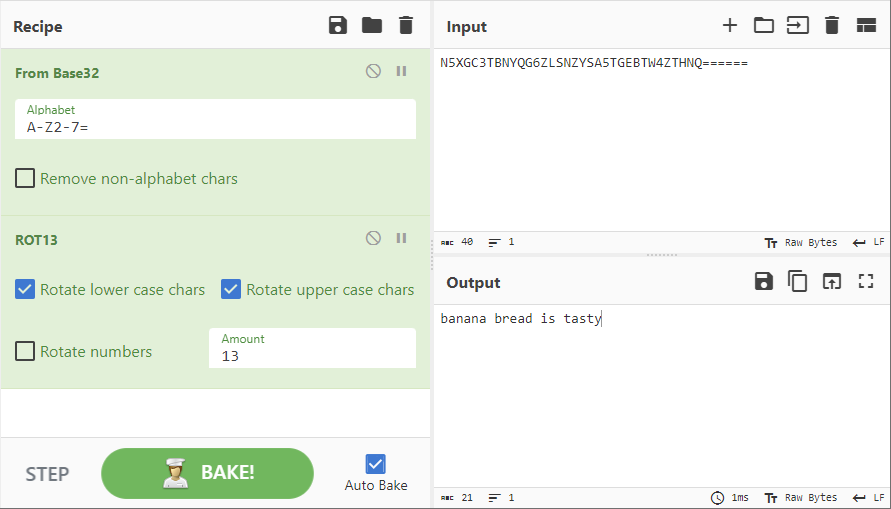 Recipe
From Base32
Alphabet
A-Z2-7=
Remove non-alphabet chars
ROT13
Rotate lower case chars
Rotate upper case chars
Rotate numbers
Amount
13
STEP
BAKE!
Auto Bake
Input
N5XGC3TBNYQG6ZLSNZYSA5TGEBTW4ZTHNQ======
ABC 40 1
Tт Raw Bytes LF
Output
banana bread is tasty
ABC 21 1
1ms Tт Raw Bytes LF